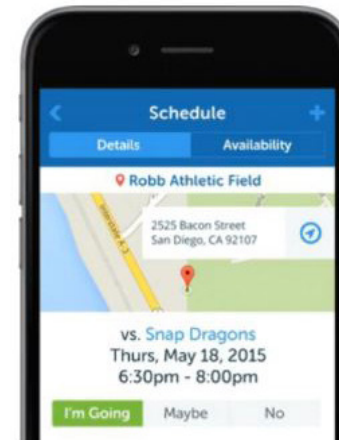 Schedule
Details
Availability
Robb Athletic Field
2525 Bacon Street
San Diego, CA 92107
vs. Snap Dragons
Thurs, May 18, 2015
6:30pm - 8:00pm
I'm Going
Maybe
No